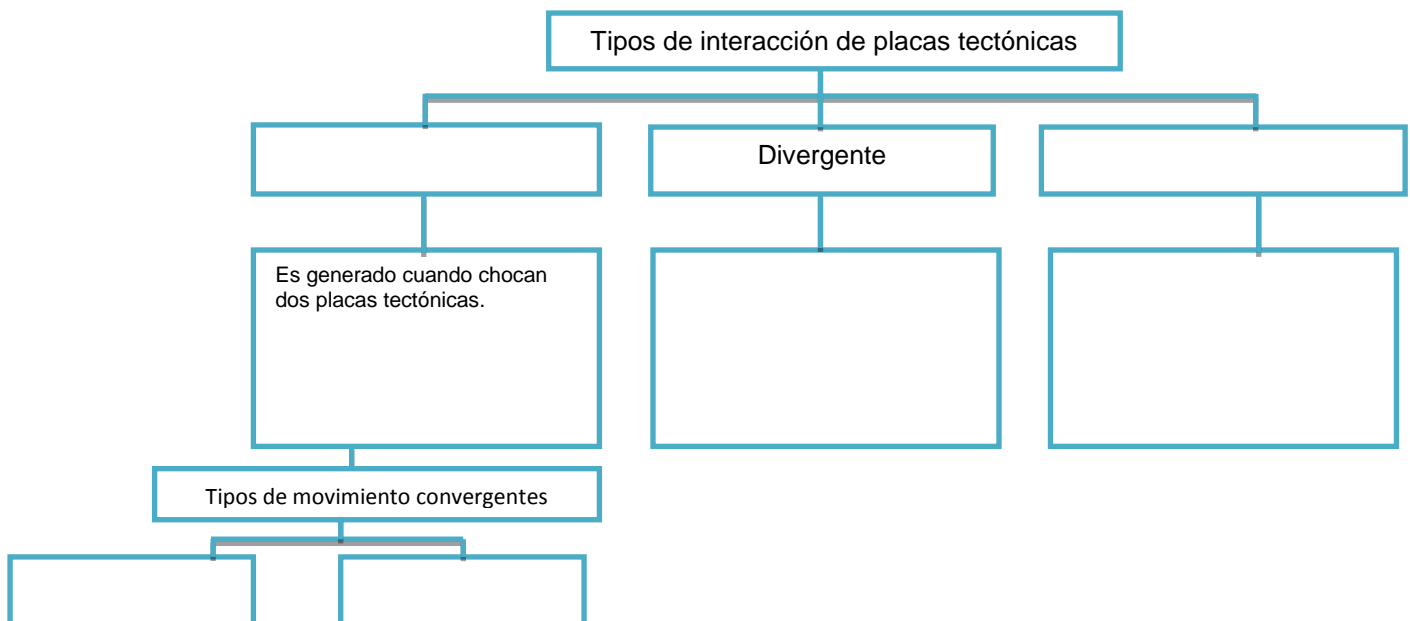 Tipos de interacción de placas tectónicas
Divergente
Es generado cuando chocan
dos placas tectónicas.
Tipos de movimiento convergentes